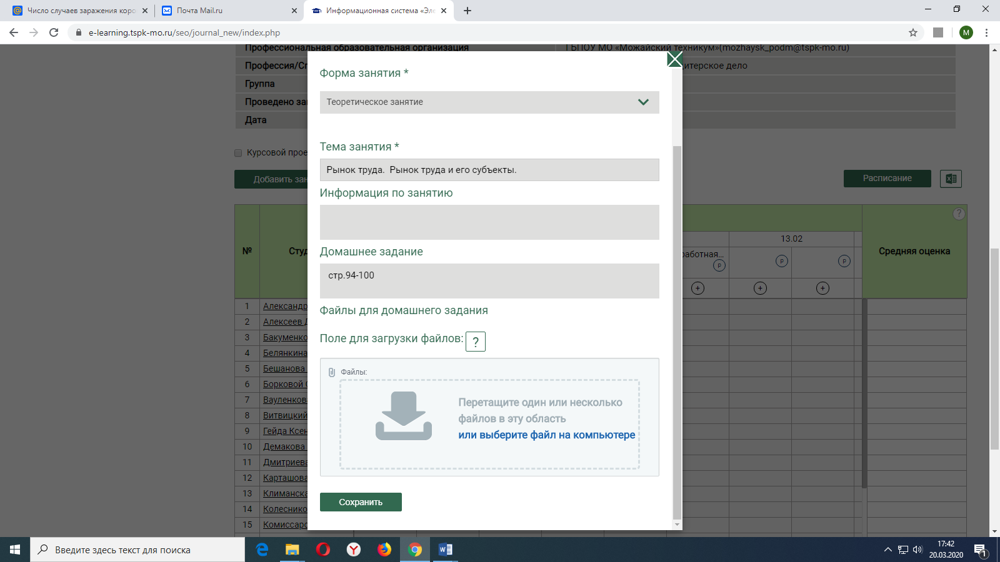 Число случаев заражения коро
Почта Mail.ru
Информационная система «Эле
e-learning.tspk-mo.ru/seo/journal_new/index.php
M
Профессиональная образовательная организация
ГБПОУ МО «Можайский техникум»(mozhaysk_podm@tspk-mo.ru)
Профессия/Сп
дитерское дело
Группа
Проведено за
Дата
Курсовой прое
Добавить зан
Расписание
Форма занятия *
Теоретическое занятие
Тема занятия *
Рынок труда.  Рынок труда и его субъекты.
Информация по занятию
Домашнее задание
стр.94-100
Файлы для домашнего задания
Поле для загрузки файлов: ?
Файлы:
Перетащите один или несколько
файлов в эту область
или выберите файл на компьютере
Сохранить
№
Студ
13.02
работная...
Р
Р
Р
+
+
+
?
Средняя оценка
1 Александр
2 Алексеев Д
3 Бакуменко
4 Белянкина
5 Бешанова
6 Борковой С
7 Вауленкова
8 Витвицкий
9 Гейда Ксен
10 Демакова
11 Дмитриева
12 Карташова
13 Климанска
14 Колеснико
15 Комиссаро
Введите здесь текст для поиска
17:42
20.03.2020
1